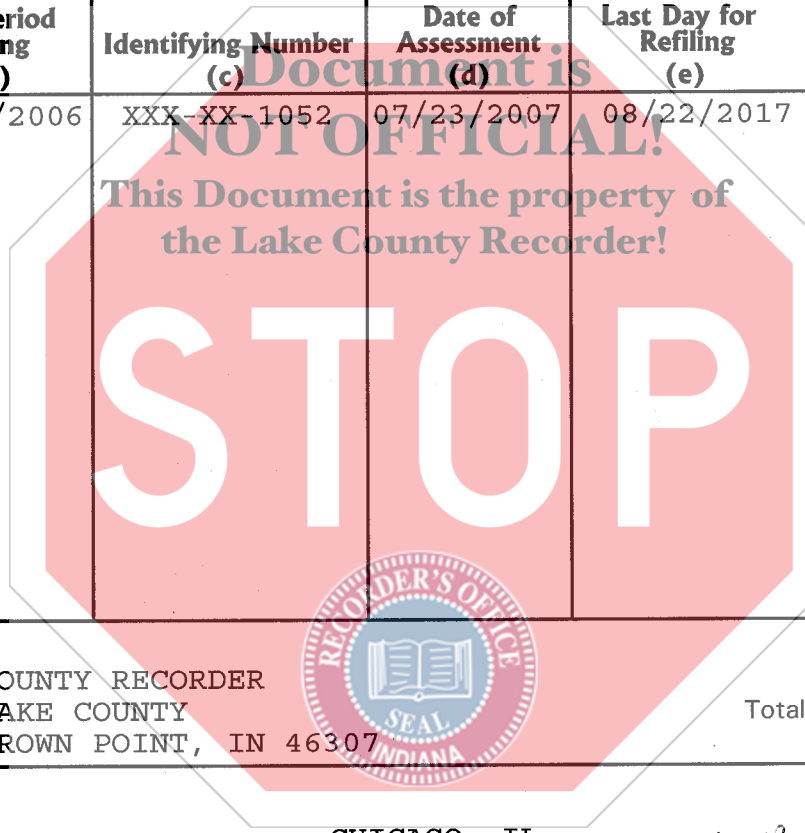 eriod
ng
)
Identifying Number
(c)
Date of
Assessment
(d)
Last Day for
Refiling
(e)
/2006 XXX-XX-1052 07/23/2007 08/22/2017
Document is
NOT OFFICIAL!
This Document is the property of
the Lake County Recorder!
STOP
RECORDER'S OFFICE
SEAL
INDIANA
OUNTY RECORDER
AKE COUNTY
ROWN POINT, IN 46307
Total